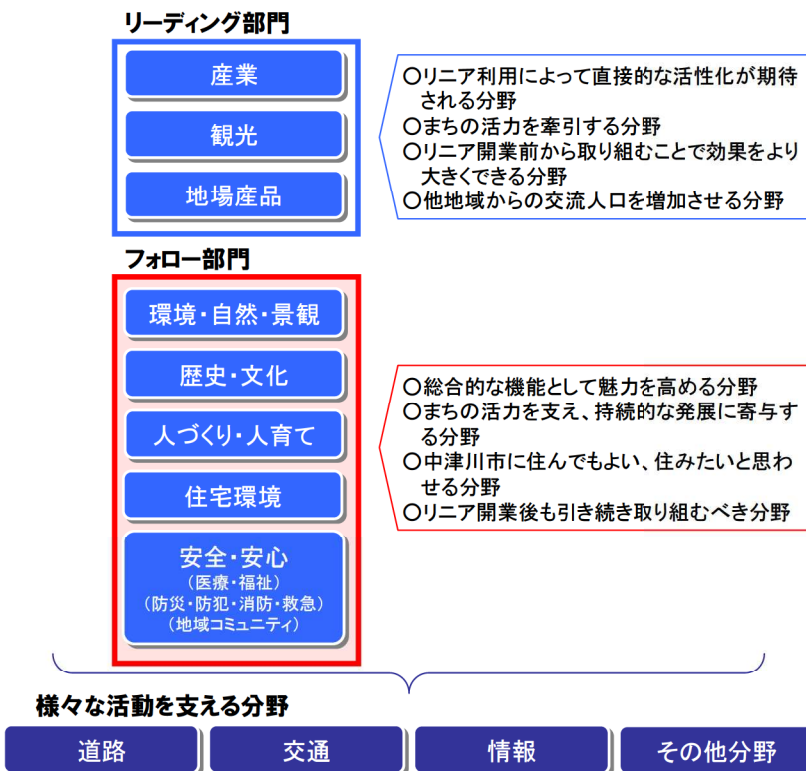 リーディング部門
産業
観光
地場産品
〇リニア利用によって直接的な活性化が期待
される分野
〇まちの活力を牽引する分野
〇リニア開業前から取り組むことで効果をより
大きくできる分野
〇他地域からの交流人口を増加させる分野
フォロー部門
環境・自然・景観
歴史・文化
人づくり・人育て
住宅環境
安全・安心
（医療・福祉）
（防災・防犯・消防・救急）
（地域コミュニティ）
〇総合的な機能として魅力を高める分野
〇まちの活力を支え、持続的な発展に寄与す
る分野
〇中津川市に住んでもよい、住みたいと思わ
せる分野
〇リニア開業後も引き続き取り組むべき分野
様々な活動を支える分野
道路
交通
情報
その他分野